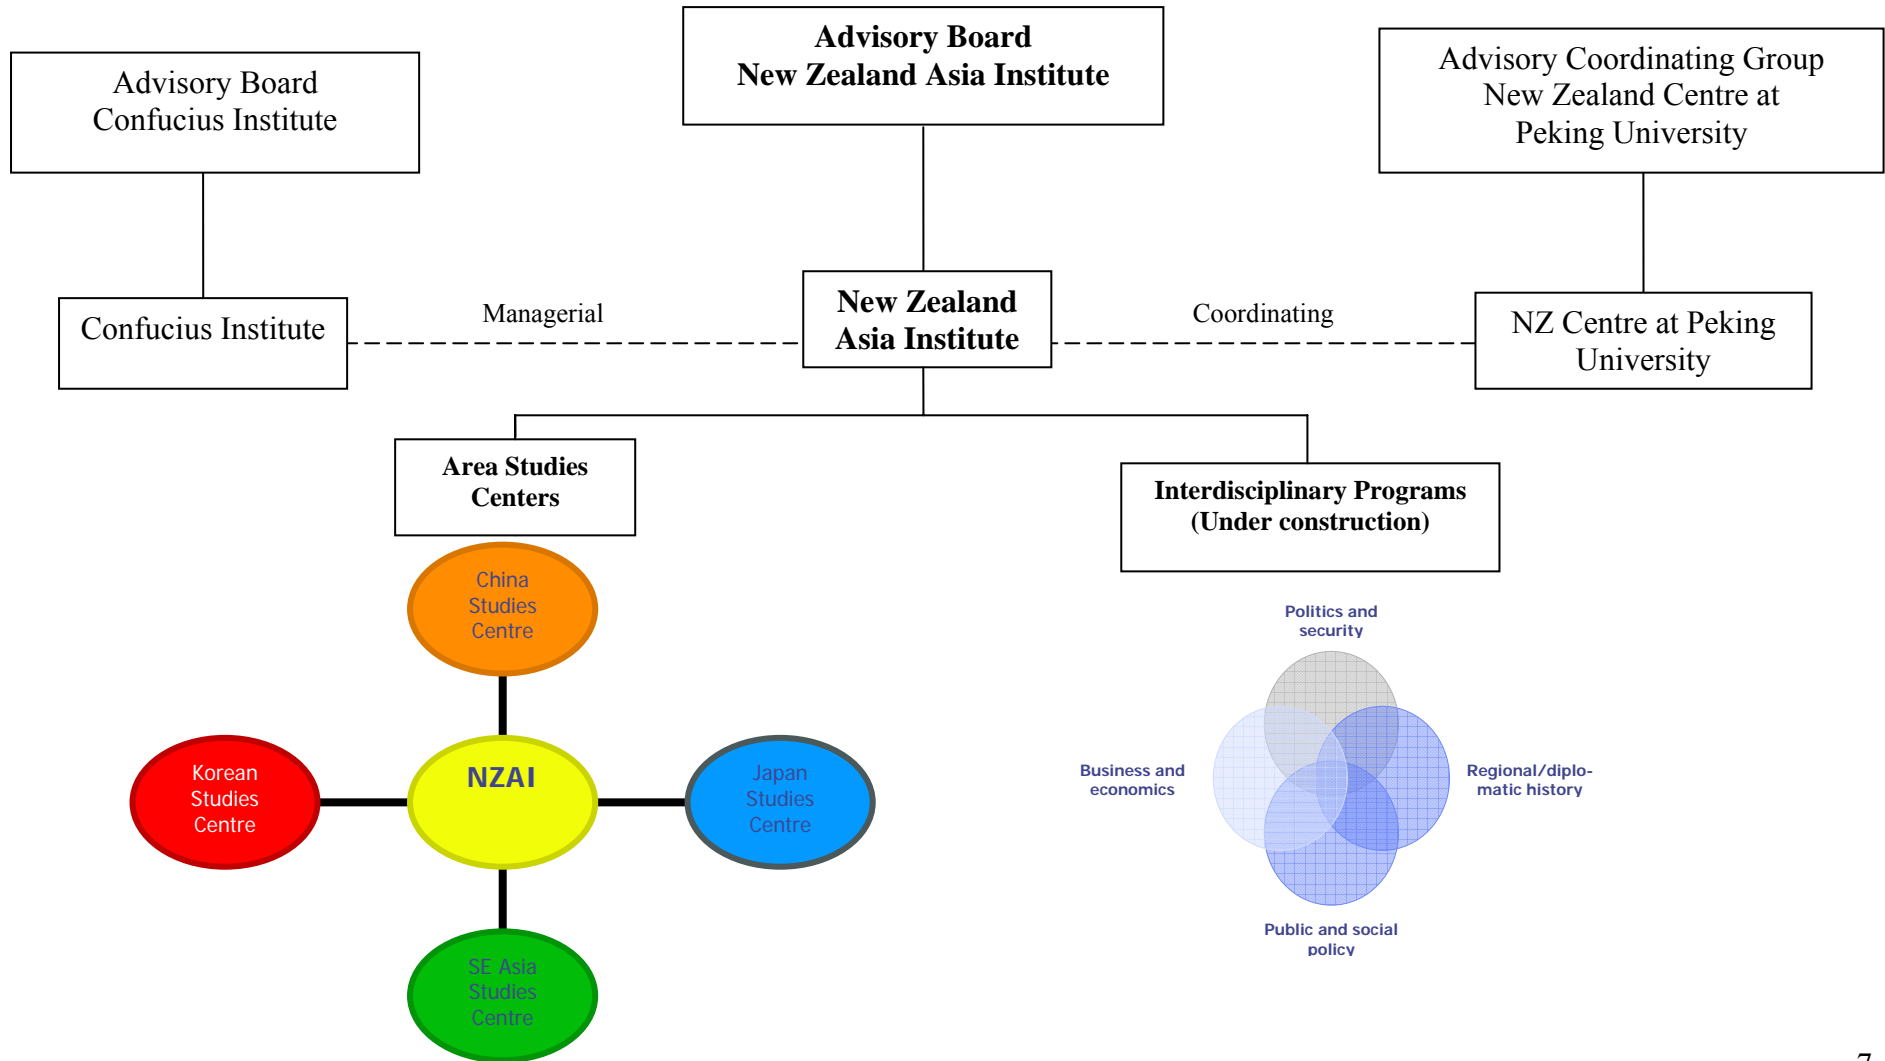 Advisory Board
Confucius Institute
Advisory Board
New Zealand Asia Institute
Advisory Coordinating Group
New Zealand Centre at
Peking University
Confucius Institute
Managerial
New Zealand
Asia Institute
Coordinating
NZ Centre at Peking
University
Area Studies
Centers
Interdisciplinary Programs
(Under construction)
China
Studies
Centre
Korean
Studies
Centre
NZAI
Japan
Studies
Centre
SE Asia
Studies
Centre
Politics and
security
Business and
economics
Regional/diplo-
matic history
Public and social
policy
7